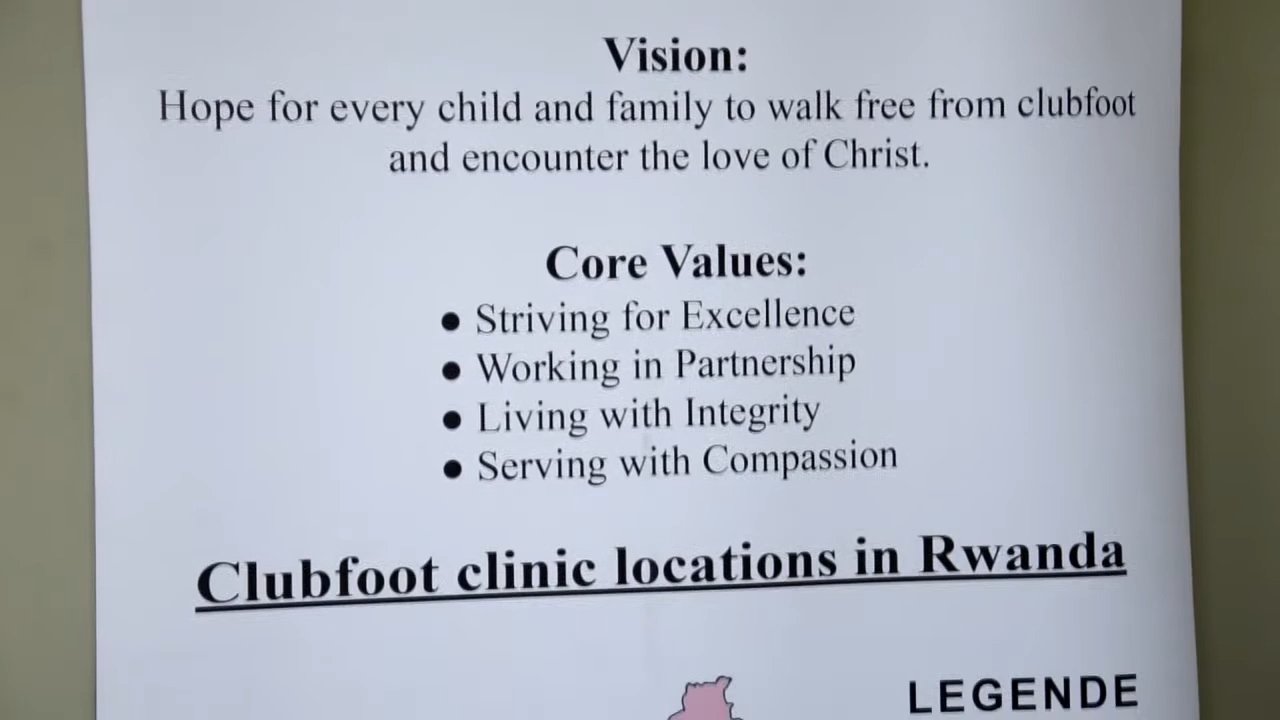 Vision:
Hope for every child and family to walk free from clubfoot
and encounter the love of Christ.
Core Values:
● Striving for Excellence
● Working in Partnership
● Living with Integrity
● Serving with Compassion
Clubfoot clinic locations in Rwanda
LEGENDE